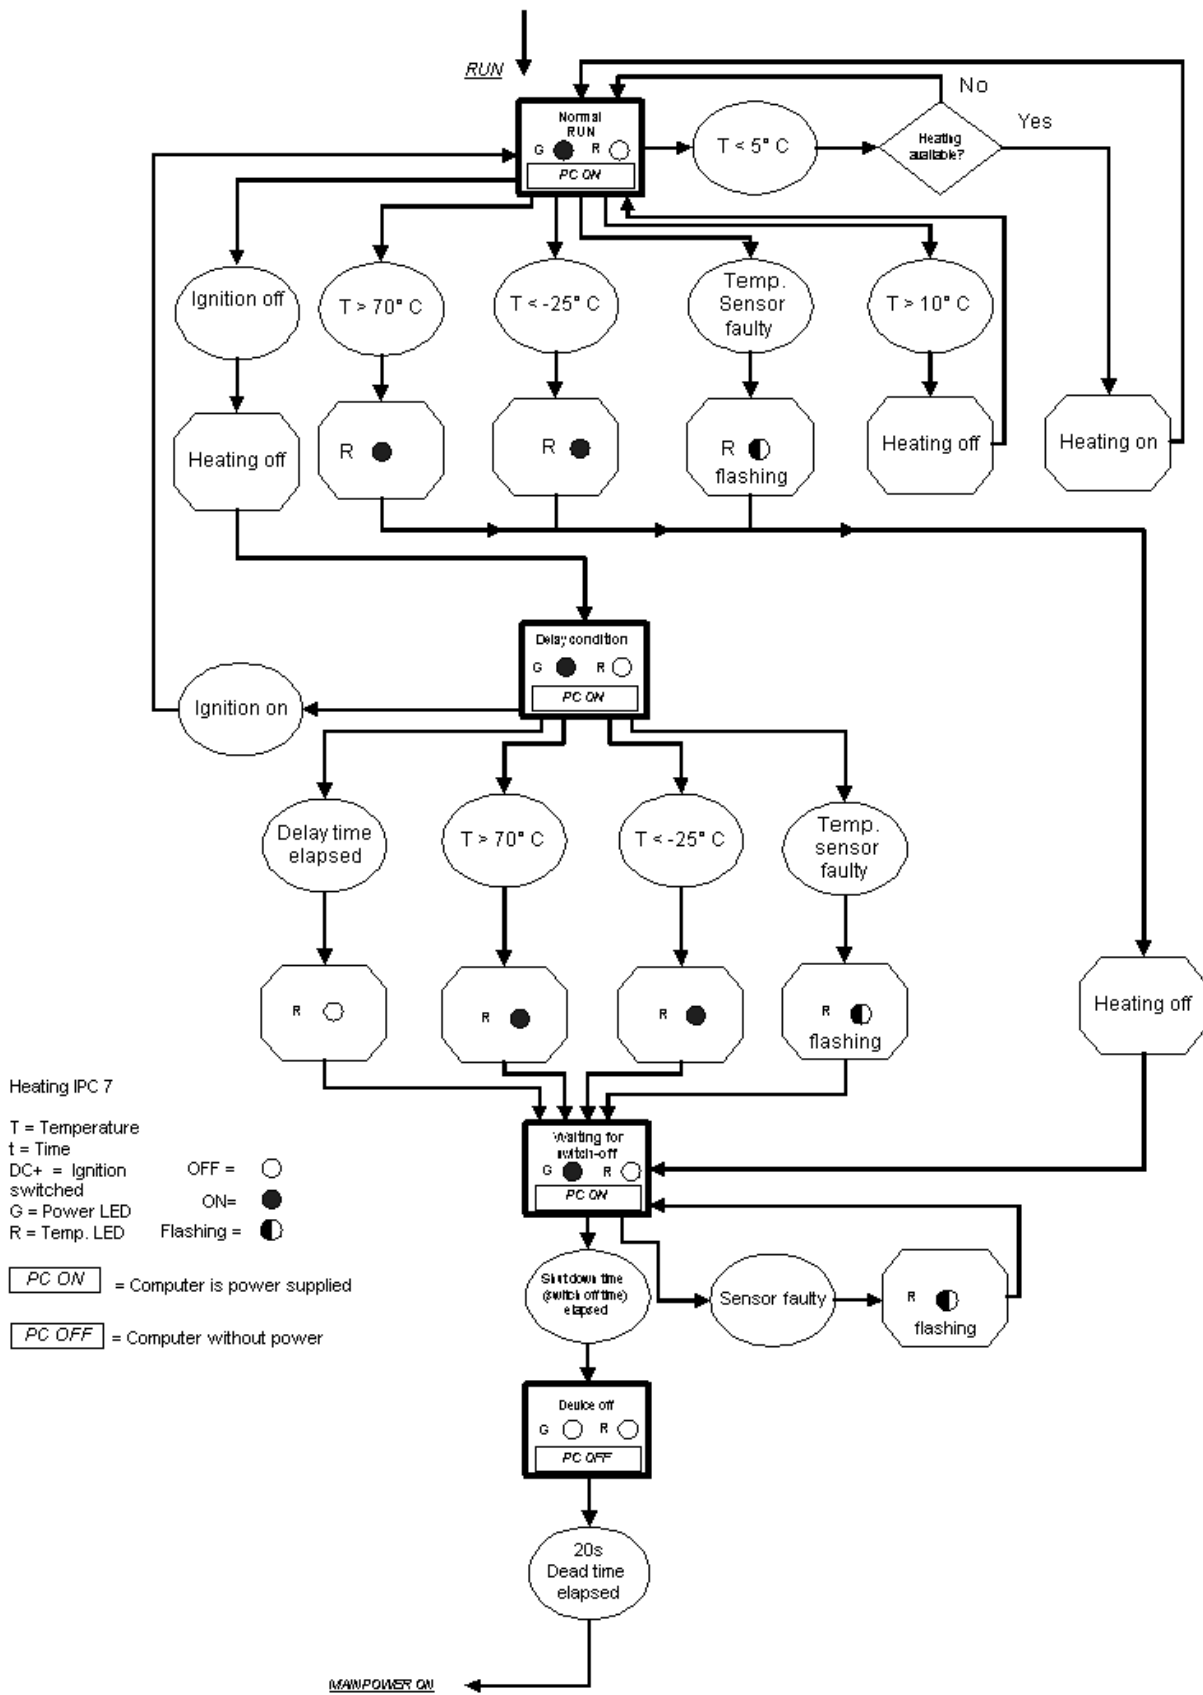 RUN
No
Yes
Normal
RUN
G R
PC ON
T < 5° C
Heating
available?
Ignition off
T > 70° C
T < -25° C
Temp.
Sensor
faulty
T > 10° C
Heating off
R
R
R
flashing
Heating off
Heating on
Delay condition
G R
PC ON
Ignition on
Delay time
elapsed
T > 70° C
T < -25° C
Temp.
sensor
faulty
R
R
R
R
flashing
Heating off
Heating IPC 7
T = Temperature
t = Time
DC+ = Ignition
switched
G = Power LED
R = Temp. LED
OFF =
ON=
Flashing =
PC ON = Computer is power supplied
PC OFF = Computer without power
Waiting for
switch-off
G R
PC ON
Shutdown time
(switch off time)
elapsed
Sensor faulty
R
flashing
Device off
G R
PC OFF
20s
Dead time
elapsed
MAINPOWER ON